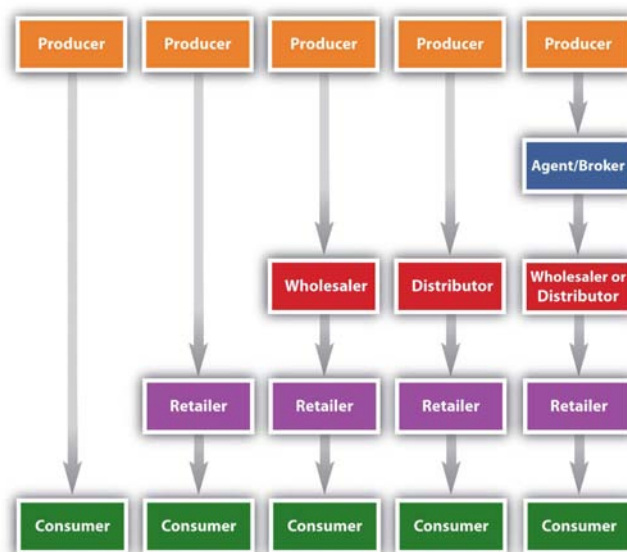 Producer
Producer
Producer
Producer
Producer
Agent/Broker
Wholesaler
Distributor
Wholesaler or
Distributor
Retailer
Retailer
Retailer
Retailer
Consumer
Consumer
Consumer
Consumer
Consumer